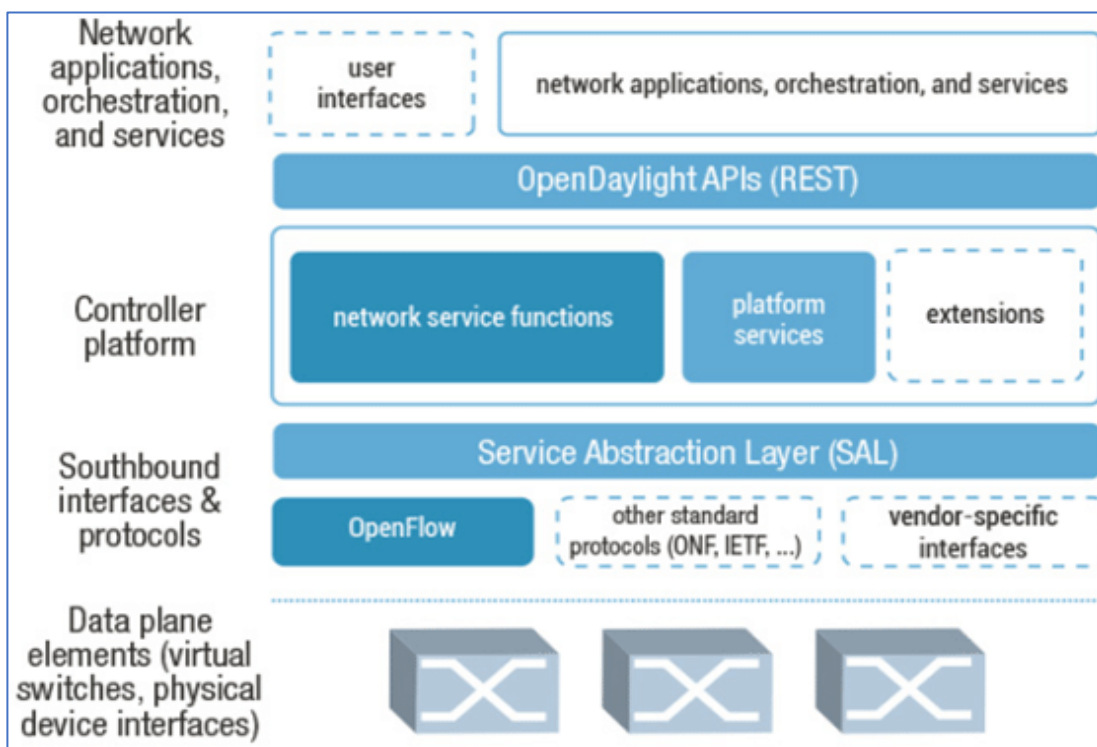 Network
applications,
orchestration,
and services
user
interfaces
network applications, orchestration, and services
OpenDaylight APIs (REST)
Controller
platform
network service functions
platform
services
extensions
Southbound
interfaces &
protocols
Service Abstraction Layer (SAL)
OpenFlow
other standard
protocols (ONF, IETF, ...)
vendor-specific
interfaces
Data plane
elements (virtual
switches, physical
device interfaces)